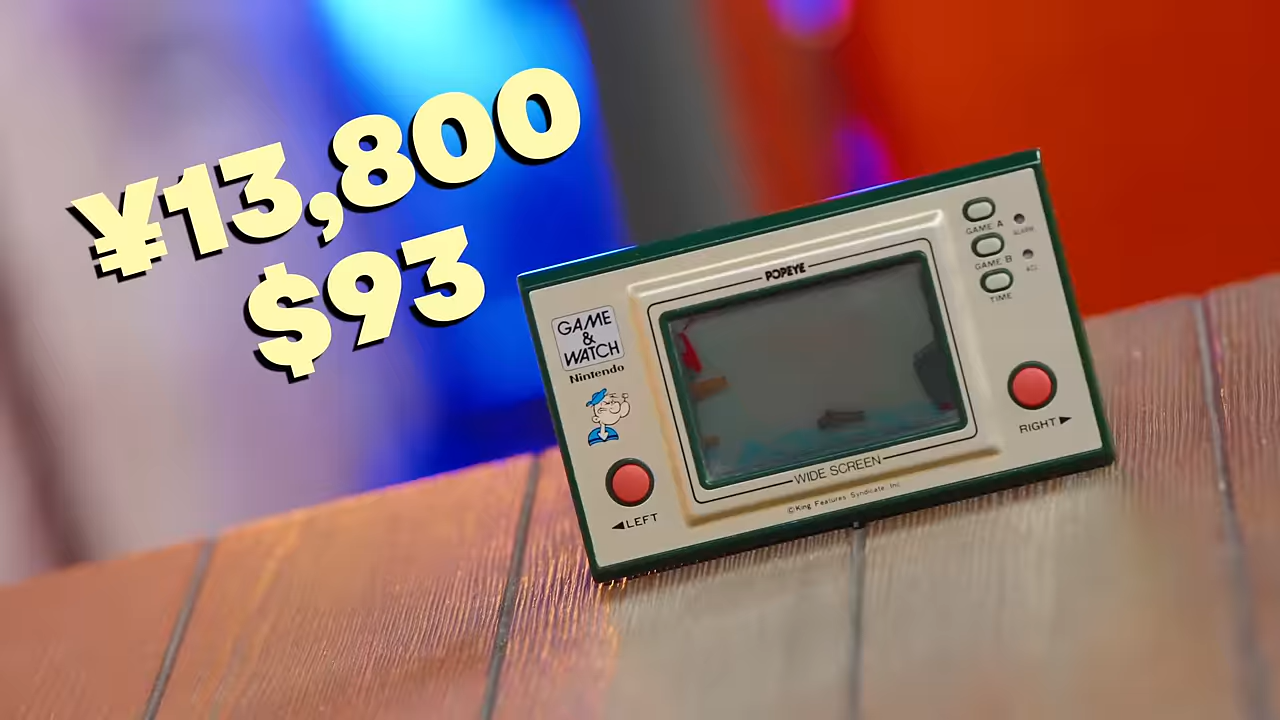 ¥13,800
$93
POPEYE
GAME
&
WATCH
Nintendo
◄LEFT
WIDE SCREEN
©King Features Syndicate Inc
GAME A
ALARM
GAME B
ACL
TIME
RIGHT►